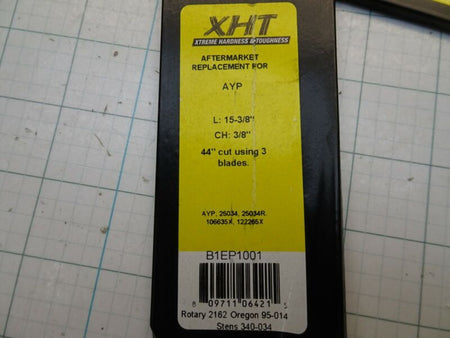 XHT
XTREME HARDNESS & TOUGHNESS
AFTERMARKET
REPLACEMENT FOR
AYP
L: 15-3/8"
CH: 3/8"
44" cut using 3
blades.
AYP, 25034, 25034R,
106635X, 122265X
B1EP1001
8 09711 06421 5
Rotary 2162 Oregon 95-014
Stens 340-034